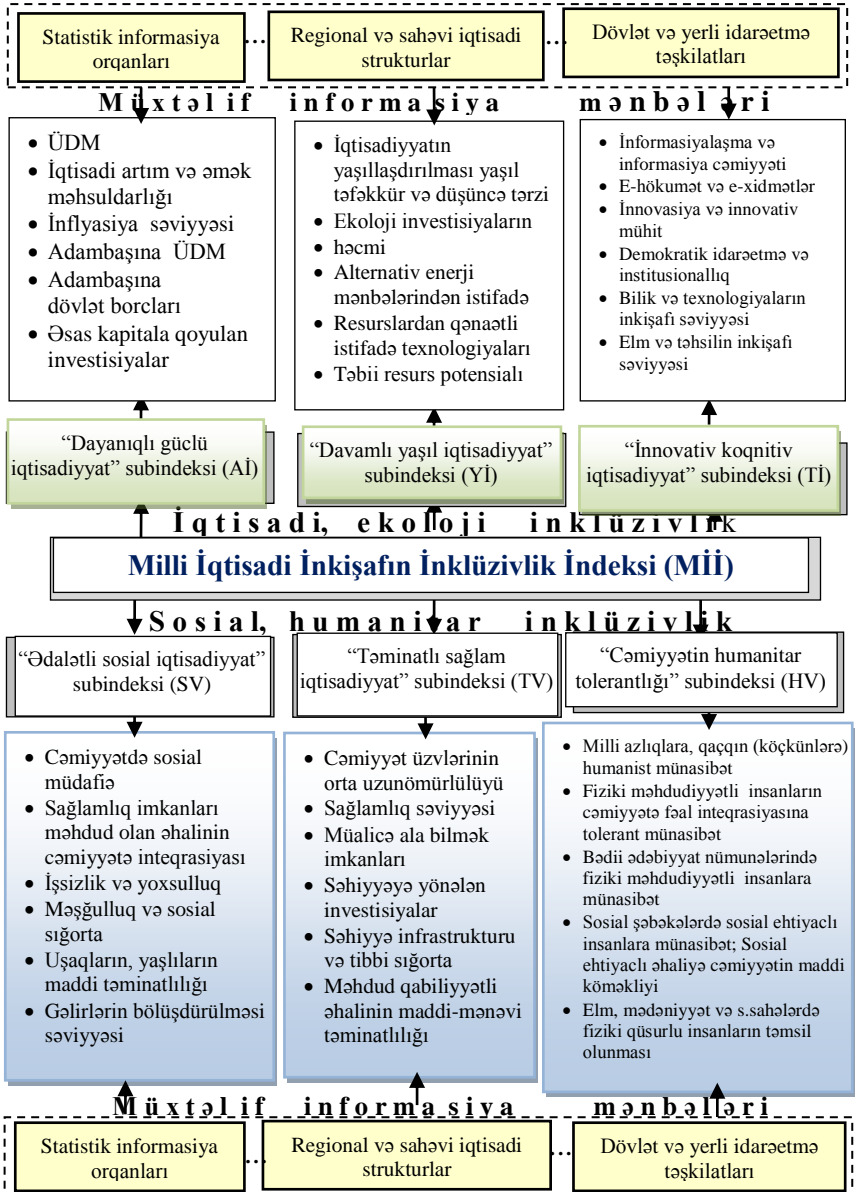 Statistik informasiya
orqanları
...
Regional və sahəvi iqtisadi
strukturlar
...
Dövlət və yerli idarəetmə
təşkilatları
Müxtəlif informasiya mənbələri
• ÜDM
• İqtisadi artım və əmək
məhsuldarlığı
• İnflyasiya səviyyəsi
• Adambaşına ÜDM
• Adambaşına
dövlət borcları
• Əsas kapitala qoyulan
investisiyalar
• İqtisadiyyatın
yaşıllaşdırılması yaşıl
təfəkkür və düşüncə tərzi
• Ekoloji investisiyaların
• həcmi
• Alternativ enerji
mənbələrindən istifadə
• Resurslardan qənaətli
istifadə texnologiyaları
• Təbii resurs potensialı
• İnformasiyalaşma və
informasiya cəmiyyəti
• E-hökumət və e-xidmətlər
• İnnovasiya və innovativ
mühit
• Demokratik idarəetmə və
institusionallıq
• Bilik və texnologiyaların
inkişafı səviyyəsi
• Elm və təhsilin inkişafı
səviyyəsi
“Dayanıqlı güclü
iqtisadiyyat” subindeksi (Aİ)
“Davamlı yaşıl iqtisadiyyat”
subindeksi (Yİ)
“İnnovativ koqnitiv
iqtisadiyyat” subindeksi (Tİ)
İqtisadi, ekoloji inklüzivlik
Milli İqtisadi İnkişafın İnklüzivlik İndeksi (Mİİ)
Sosial, humanitar inklüzivlik
“Ədalətli sosial iqtisadiyyat”
subindeksi (SV)
“Təminatlı sağlam
iqtisadiyyat” subindeksi (TV)
“Cəmiyyətin humanitar
tolerantlığı” subindeksi (HV)
• Cəmiyyətdə sosial
müdafiə
• Sağlamlıq imkanları
məhdud olan əhalinin
cəmiyyətə inteqrasiyası
• İşsizlik və yoxsulluq
• Məşğulluq və sosial
sığorta
• Uşaqların, yaşlıların
maddi təminatlılığı
• Gəlirlərin bölüşdürülməsi
səviyyəsi
• Cəmiyyət üzvlərinin
orta uzunömürlülüyü
• Sağlamlıq səviyyəsi
• Müalicə ala bilmək
imkanları
• Səhiyyəyə yönələn
investisiyalar
• Səhiyyə infrastrukturu
və tibbi sığorta
• Məhdud qabiliyyətli
əhalinin maddi-mənəvi
təminatlılığı
• Milli azlıqlara, qaçqın (köçkünlərə)
humanist münasibət
• Fiziki məhdudiyyətli insanların
cəmiyyətə fəal inteqrasiyasına
tolerant münasibət
• Bədii ədəbiyyat nümunələrində
fiziki məhdudiyyətli insanlara
münasibət
• Sosial şəbəkələrdə sosial ehtiyaclı
insanlara münasibət; Sosial
ehtiyaclı əhaliyə cəmiyyətin maddi
köməkliyi
• Elm, mədəniyyət və s.sahələrdə
fiziki qüsurlu insanların təmsil
olunması
Müxtəlif informasiya mənbələri
Statistik informasiya
orqanları
...
Regional və sahəvi iqtisadi
strukturlar
...
Dövlət və yerli idarəetmə
təşkilatları